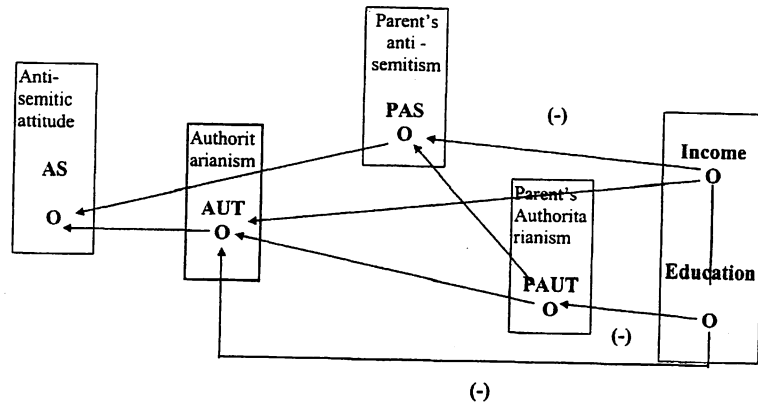 Anti-
semitic
attitude
AS
O
Authorit
arianism
AUT
O
Parent's
anti -
semitism
PAS
O
(-)
Parent's
Authorita
rianism
PAUT
O
(-)
Income
O
Education
O
(-)